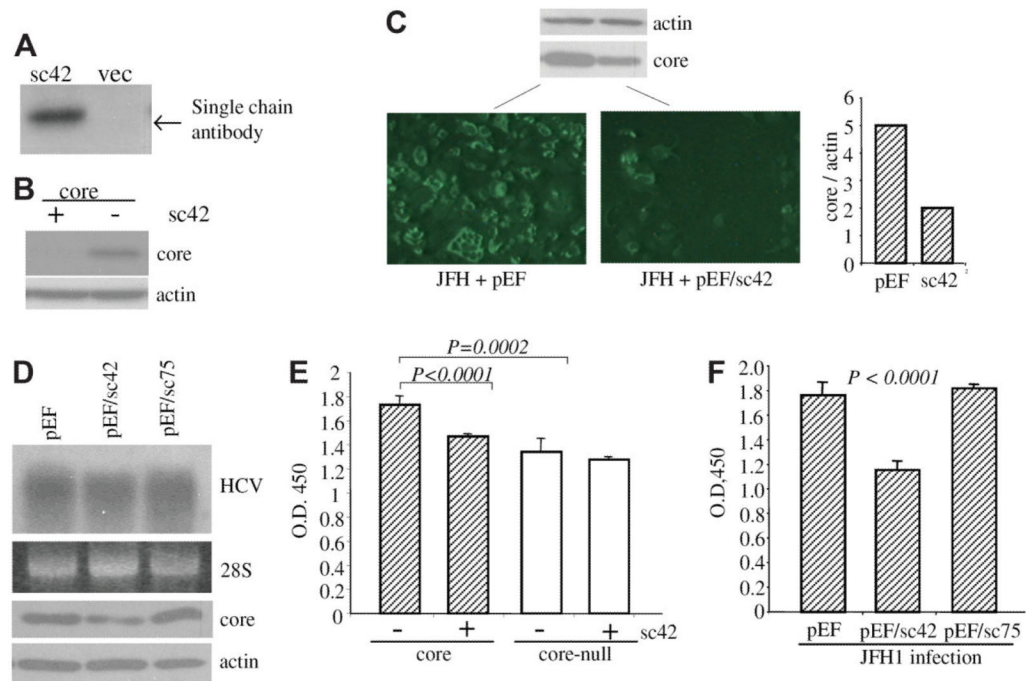 A
sc42 vec
Single chain
antibody
B
core
+ - sc42
core
actin
C
actin
core
JFH + pEF
JFH + pEF/sc42
6
5
4
3
2
1
0
core / actin
pEF sc42
D
pEF
pEF/sc42
pEF/sc75
HCV
28S
core
actin
E
P=0.0002
P<0.0001
2
1.8
1.6
1.4
1.2
1
0.8
0.6
0.4
0.2
0
O.D. 450
- + - + sc42
core core-null
F
P < 0.0001
2.0
1.8
1.6
1.4
1.2
1.0
0.8
0.6
0.4
0.2
0.0
O.D,450
pEF pEF/sc42 pEF/sc75
JFH1 infection